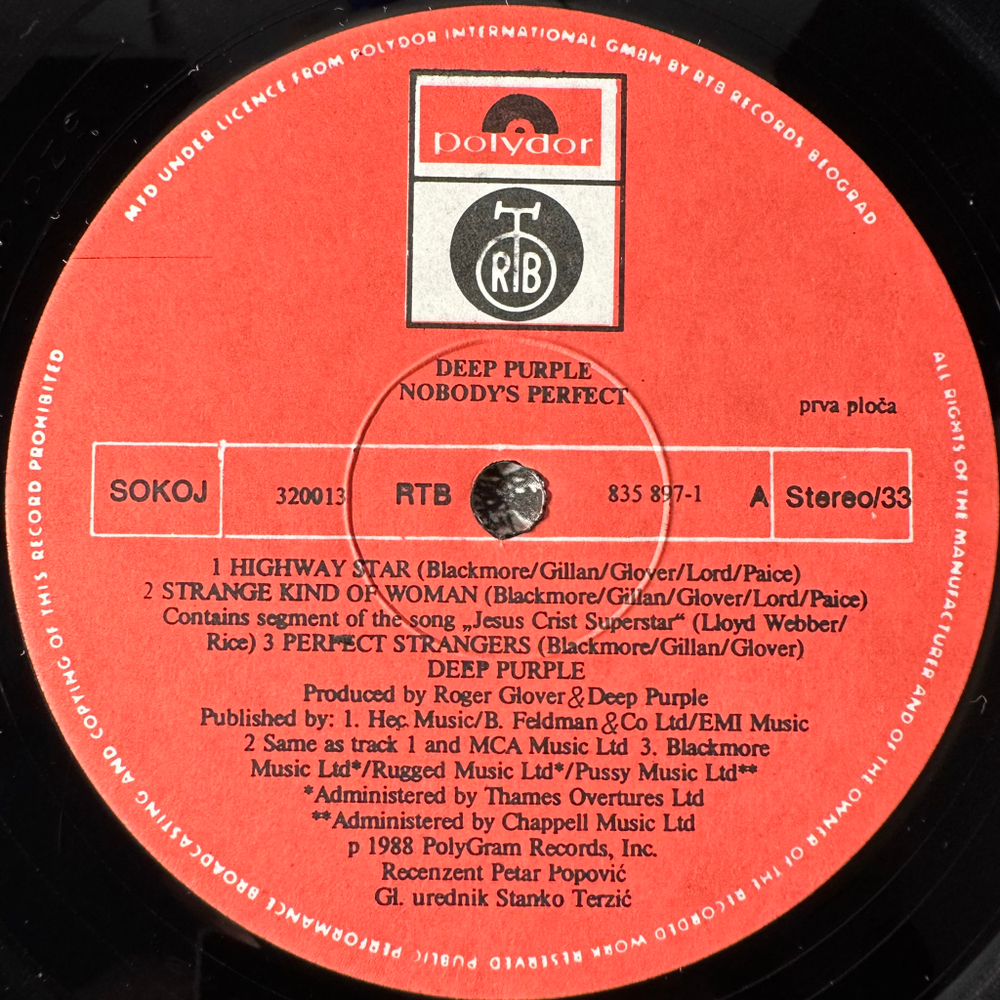 MFD UNDER LICENCE FROM POLYDOR INTERNATIONAL GMBH BY RTB RECORDS BEOGRAD
polydor
RTB
DEEP PURPLE
NOBODY'S PERFECT
prva ploča
SOKOJ 320013 RTB 835 897-1 A Stereo/33
1 HIGHWAY STAR (Blackmore/Gillan/Glover/Lord/Paice)
2 STRANGE KIND OF WOMAN (Blackmore/Gillan/Glover/Lord/Paice)
Contains segment of the song „Jesus Crist Superstar“ (Lloyd Webber/
Rice) 3 PERFECT STRANGERS (Blackmore/Gillan/Glover)
DEEP PURPLE
Produced by Roger Glover & Deep Purple
Published by: 1. Heç Music/B. Feldman & Co Ltd/EMI Music
2 Same as track 1 and MCA Music Ltd 3. Blackmore
Music Ltd*/Rugged Music Ltd*/Pussy Music Ltd**
*Administered by Thames Overtures Ltd
**Administered by Chappell Music Ltd
p 1988 PolyGram Records, Inc.
Recenzent Petar Popović
Gl. urednik Stanko Terzić
ALL RIGHTS OF THE MANUFACTURER AND OF THE OWNER OF THE RECORDED WORK RESERVED PUBLIC PERFORMANCE BROADCASTING AND COPYING OF THIS RECORD PROHIBITED